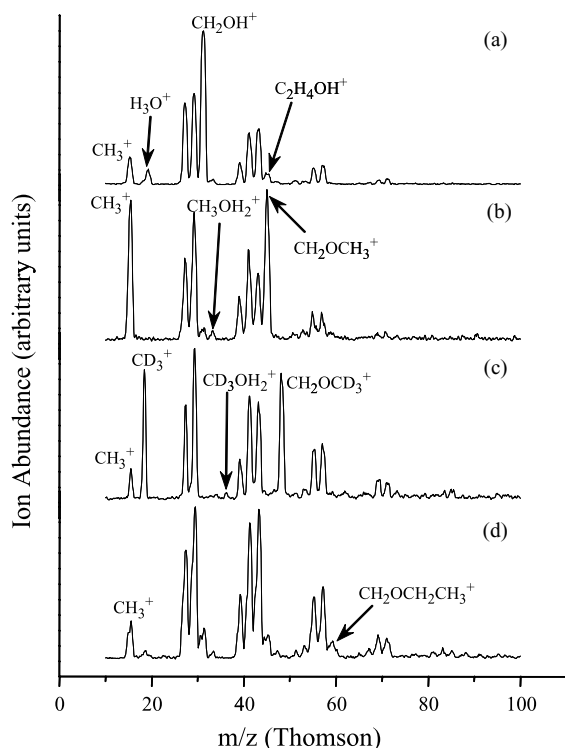 (a)
CH₂OH⁺
H₃O⁺
C₂H₄OH⁺
CH₃⁺
(b)
CH₃⁺
CH₃OH₂⁺
CH₂OCH₃⁺
(c)
CD₃⁺
CD₃OH₂⁺
CH₂OCD₃⁺
CH₃⁺
(d)
CH₃⁺
CH₂OCH₂CH₃⁺
Ion Abundance (arbitrary units)
0 20 40 60 80 100
m/z (Thomson)